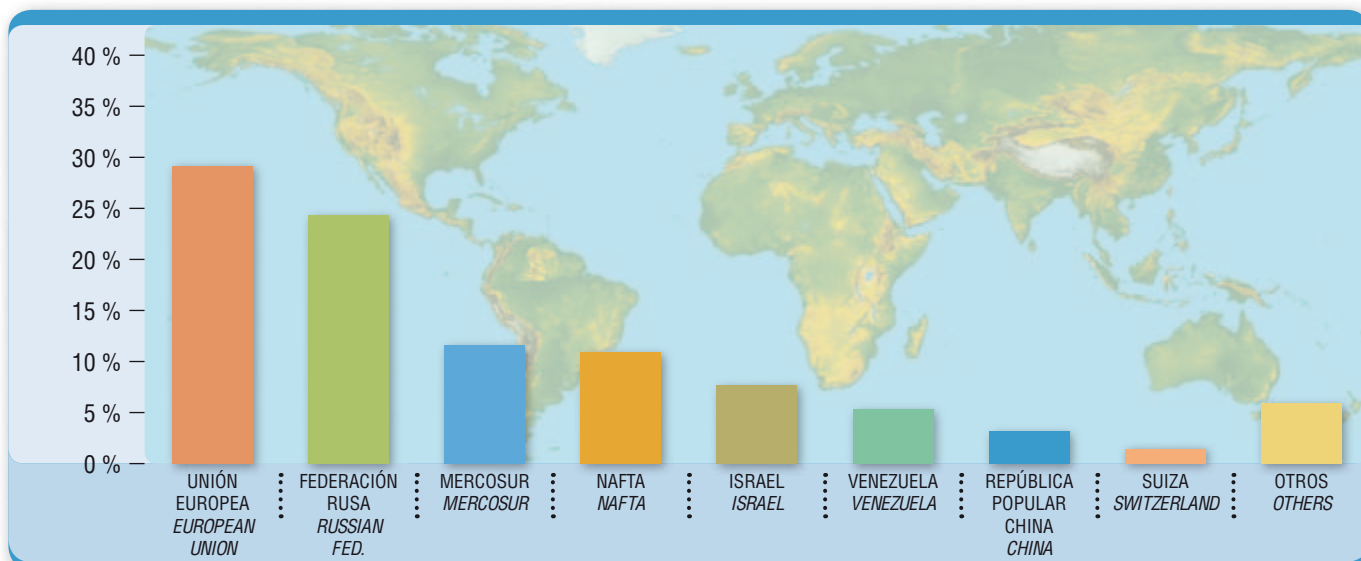 40 %
35 %
30 %
25 %
20 %
15 %
10 %
5 %
0 %
UNIÓN
EUROPEA
EUROPEAN
UNION
FEDERACIÓN
RUSA
RUSSIAN
FED.
MERCOSUR
MERCOSUR
NAFTA
NAFTA
ISRAEL
ISRAEL
VENEZUELA
VENEZUELA
REPÚBLICA
POPULAR
CHINA
CHINA
SUIZA
SWITZERLAND
OTROS
OTHERS